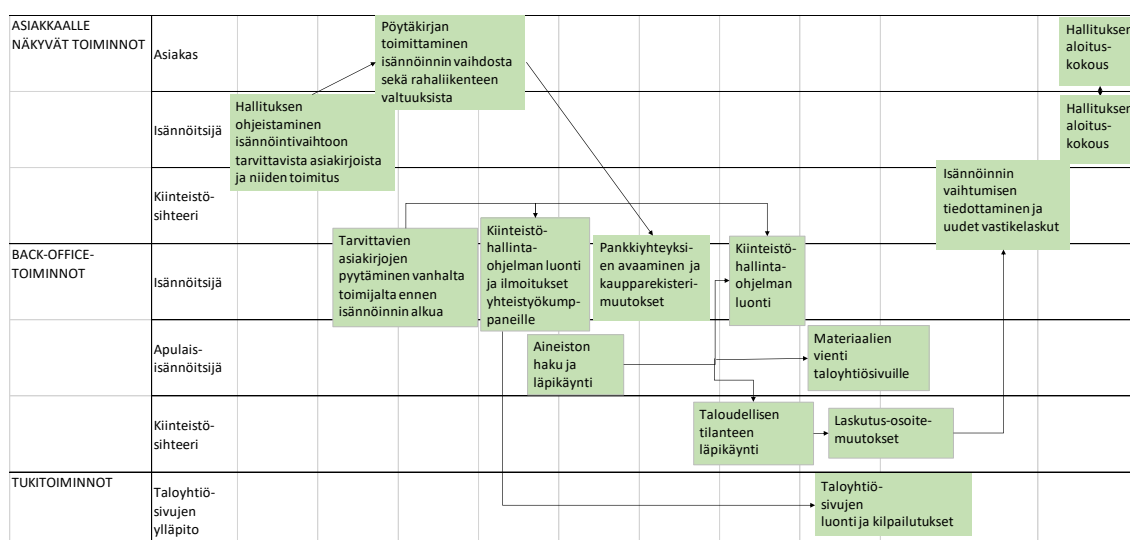 ASIAKKAALLE
NÄKYVÄT TOIMINNOT
Asiakas
Pöytäkirjan
toimittaminen
isännöinnin vaihdosta
sekä rahaliikenteen
valtuuksista
Hallituksen
aloitus-
kokous
Isännöitsijä
Hallituksen
ohjeistaminen
isännöintivaihtoon
tarvittavista asiakirjoista
ja niiden toimitus
Hallituksen
aloitus-
kokous
Kiinteistö-
sihteeri
Isännöinnin
vaihtumisen
tiedottaminen ja
uudet vastikelaskut
BACK-OFFICE-
TOIMINNOT
Isännöitsijä
Tarvittavien
asiakirjojen
pyytäminen vanhalta
toimijalta ennen
isännöinnin alkua
Kiinteistö-
hallinta-
ohjelman luonti
ja ilmoitukset
yhteistyökump-
paneille
Pankkiyhteyksi-
en avaaminen ja
kaupparekisteri-
muutokset
Kiinteistö-
hallinta-
ohjelman
luonti
Apulais-
isännöitsijä
Aineiston
haku ja
läpikäynti
Materiaalien
vienti
taloyhtiösivuille
Kiinteistö-
sihteeri
Taloudellisen
tilanteen
läpikäynti
Laskutus-osoite-
muutokset
TUKITOIMINNOT
Taloyhtiö-
sivujen
ylläpito
Taloyhtiö-
sivujen
luonti ja kilpailutukset